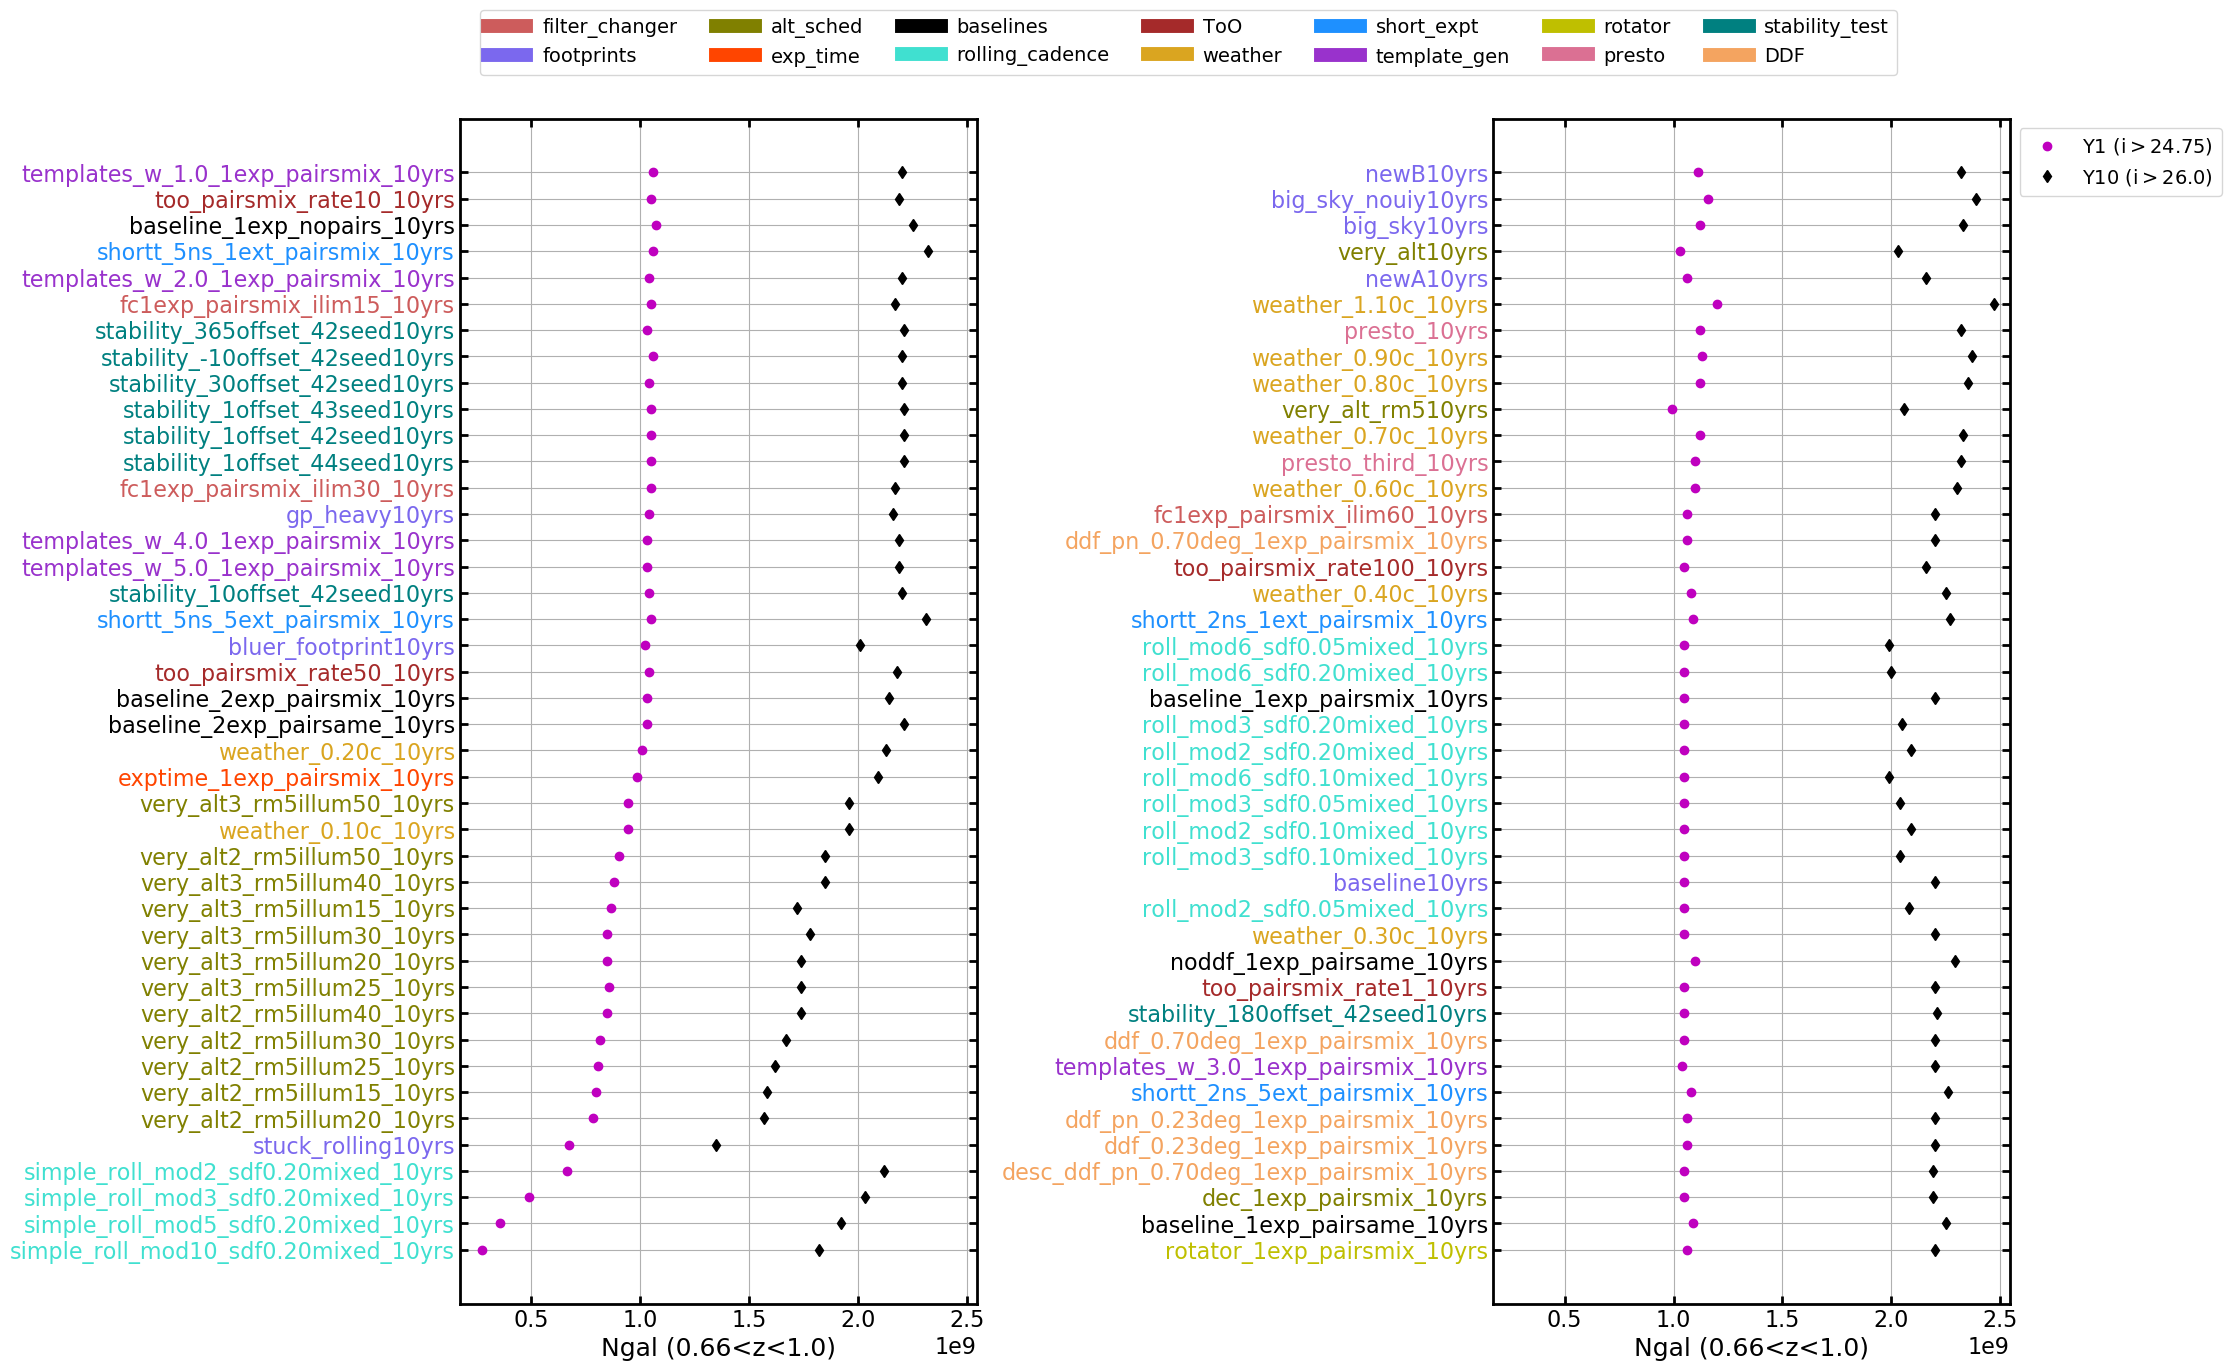 filter_changer alt_sched baselines ToO short_expt rotator stability_test
footprints exp_time rolling_cadence weather template_gen presto DDF
templates_w_1.0_1exp_pairsmix_10yrs
too_pairsmix_rate10_10yrs
baseline_1exp_nopairs_10yrs
shortt_5ns_1ext_pairsmix_10yrs
templates_w_2.0_1exp_pairsmix_10yrs
fc1exp_pairsmix_ilim15_10yrs
stability_365offset_42seed10yrs
stability_-10offset_42seed10yrs
stability_30offset_42seed10yrs
stability_1offset_43seed10yrs
stability_1offset_42seed10yrs
stability_1offset_44seed10yrs
fc1exp_pairsmix_ilim30_10yrs
gp_heavy10yrs
templates_w_4.0_1exp_pairsmix_10yrs
templates_w_5.0_1exp_pairsmix_10yrs
stability_10offset_42seed10yrs
shortt_5ns_5ext_pairsmix_10yrs
bluer_footprint10yrs
too_pairsmix_rate50_10yrs
baseline_2exp_pairsmix_10yrs
baseline_2exp_pairsame_10yrs
weather_0.20c_10yrs
exptime_1exp_pairsmix_10yrs
very_alt3_rm5illum50_10yrs
weather_0.10c_10yrs
very_alt2_rm5illum50_10yrs
very_alt3_rm5illum40_10yrs
very_alt3_rm5illum15_10yrs
very_alt3_rm5illum30_10yrs
very_alt3_rm5illum20_10yrs
very_alt3_rm5illum25_10yrs
very_alt2_rm5illum40_10yrs
very_alt2_rm5illum30_10yrs
very_alt2_rm5illum25_10yrs
very_alt2_rm5illum15_10yrs
very_alt2_rm5illum20_10yrs
stuck_rolling10yrs
simple_roll_mod2_sdf0.20mixed_10yrs
simple_roll_mod3_sdf0.20mixed_10yrs
simple_roll_mod5_sdf0.20mixed_10yrs
simple_roll_mod10_sdf0.20mixed_10yrs
0.5 1.0 1.5 2.0 2.5
Ngal (0.66<z<1.0) 1e9
newB10yrs
big_sky_nouiy10yrs
big_sky10yrs
very_alt10yrs
newA10yrs
weather_1.10c_10yrs
presto_10yrs
weather_0.90c_10yrs
weather_0.80c_10yrs
very_alt_rm510yrs
weather_0.70c_10yrs
presto_third_10yrs
weather_0.60c_10yrs
fc1exp_pairsmix_ilim60_10yrs
ddf_pn_0.70deg_1exp_pairsmix_10yrs
too_pairsmix_rate100_10yrs
weather_0.40c_10yrs
shortt_2ns_1ext_pairsmix_10yrs
roll_mod6_sdf0.05mixed_10yrs
roll_mod6_sdf0.20mixed_10yrs
baseline_1exp_pairsmix_10yrs
roll_mod3_sdf0.20mixed_10yrs
roll_mod2_sdf0.20mixed_10yrs
roll_mod6_sdf0.10mixed_10yrs
roll_mod3_sdf0.05mixed_10yrs
roll_mod2_sdf0.10mixed_10yrs
roll_mod3_sdf0.10mixed_10yrs
baseline10yrs
roll_mod2_sdf0.05mixed_10yrs
weather_0.30c_10yrs
noddf_1exp_pairsame_10yrs
too_pairsmix_rate1_10yrs
stability_180offset_42seed10yrs
ddf_0.70deg_1exp_pairsmix_10yrs
templates_w_3.0_1exp_pairsmix_10yrs
shortt_2ns_5ext_pairsmix_10yrs
ddf_pn_0.23deg_1exp_pairsmix_10yrs
ddf_0.23deg_1exp_pairsmix_10yrs
desc_ddf_pn_0.70deg_1exp_pairsmix_10yrs
dec_1exp_pairsmix_10yrs
baseline_1exp_pairsame_10yrs
rotator_1exp_pairsmix_10yrs
0.5 1.0 1.5 2.0 2.5
Ngal (0.66<z<1.0) 1e9
Y1 (i > 24.75)
Y10 (i > 26.0)